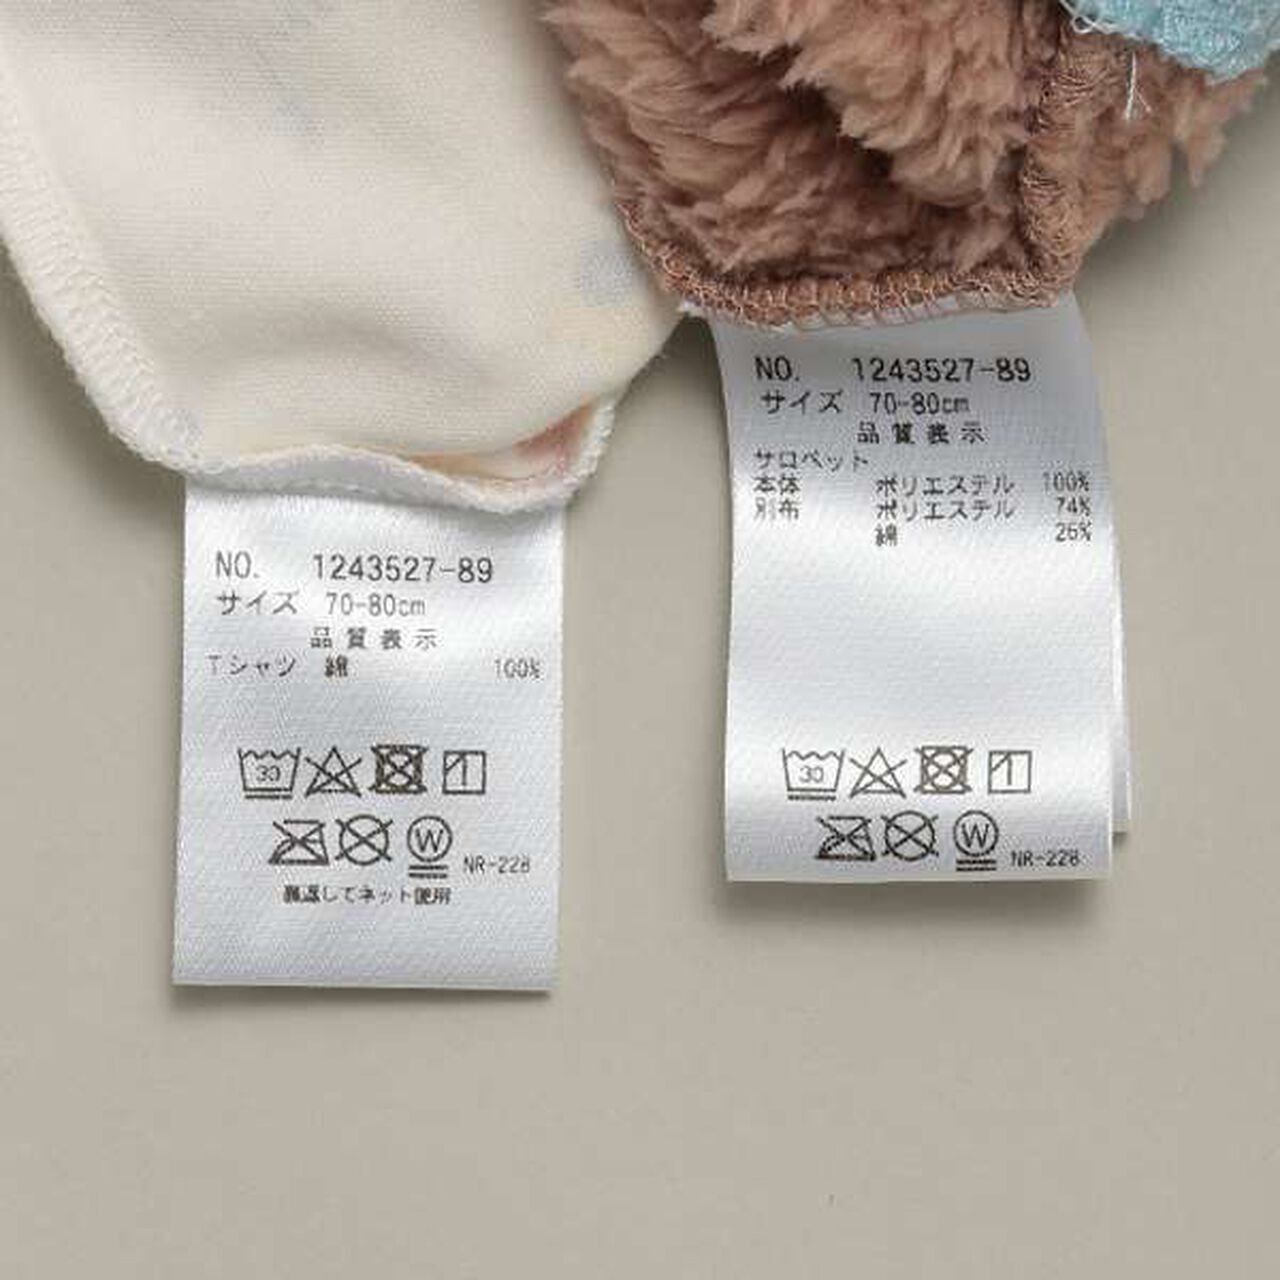 NO. 1243527-89
サイズ 70-80cm
品質表示
Tシャツ 綿 100%
30
W
NR-228
裏返してネット使用
NO. 1243527-89
サイズ 70-80cm
品質表示
サロペット
本体 ポリエステル 100%
別布 ポリエステル 74%
綿 26%
30
W
NR-228